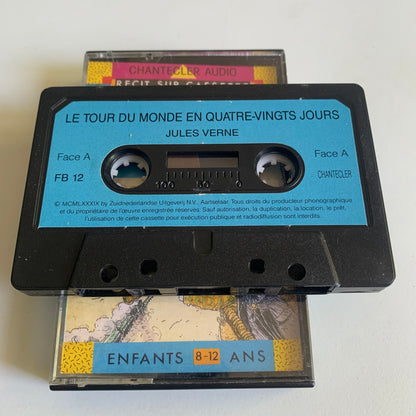 CHANTECLER AUDIO
RECIT SUR CASSETTE
LE TOUR DU MONDE EN QUATRE-VINGTS JOURS
JULES VERNE
Face A Face A
FB 12 CHANTECLER
100 50 0
© MCMLXXXIX by Zuidnederlandse Uitgeverij N.V., Aartselaar. Tous droits du producteur phonographique
et du propriétaire de l'œuvre enregistrée réservés. Sauf autorisation, la duplication, la location, le prêt,
l'utilisation de cette cassette pour exécution publique et radiodiffusion sont interdits.
ENFANTS 8-12 ANS